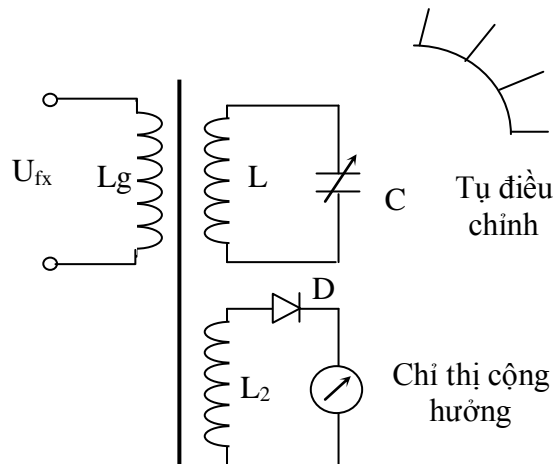 U_fx
Lg
L
C
Tụ điều
chỉnh
D
L₂
Chỉ thị cộng
hưởng